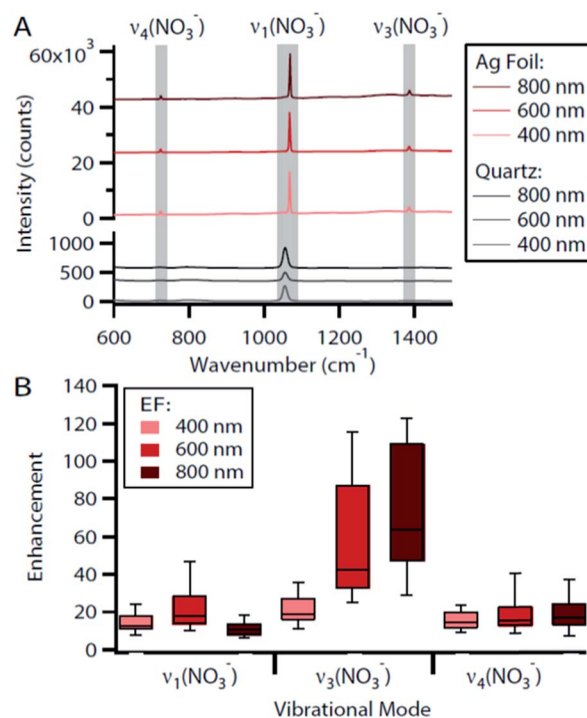 A
ν4(NO3-) ν1(NO3-) ν3(NO3-)
60x10³
40
20
0
1000
500
0
Intensity (counts)
600 800 1000 1200 1400
Wavenumber (cm-1)
Ag Foil:
800 nm
600 nm
400 nm
Quartz:
800 nm
600 nm
400 nm
B
140
120
100
80
60
40
20
0
Enhancement
EF:
400 nm
600 nm
800 nm
ν1(NO3-) ν3(NO3-) ν4(NO3-)
Vibrational Mode